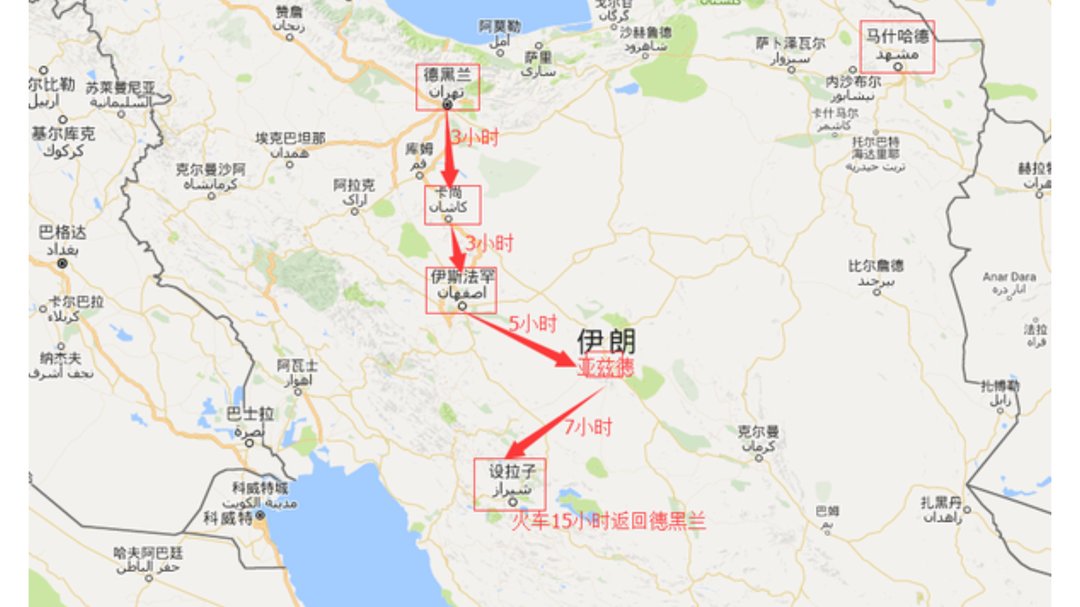 赞詹
زنجان
阿莫勒
آمل
戈尔甘
گرگان
萨里
ساری
沙赫鲁德
شاهرود
萨卜泽瓦尔
سبزوار
马什哈德
مشهد
内沙布尔
نیشابور
卡什马尔
كاشمر
托尔巴特
海达里耶
تربت حیدریه
德黑兰
تهران
3小时
尔比勒
اربيل
苏莱曼尼亚
السليمانية
基尔库克
كركوك
埃克巴坦那
همدان
库姆
قم
克尔曼沙阿
کرمانشاه
阿拉克
اراک
卡尚
کاشان
3小时
赫拉特
هرات
巴格达
بغداد
伊斯法罕
اصفهان
比尔詹德
بیرجند
Anar Dara
انار دره
卡尔巴拉
كربلاء
5小时
伊朗
亚兹德
法拉
فراه
纳杰夫
نجف أشرف
阿瓦士
اهواز
扎博勒
زابل
巴士拉
بصرة
7小时
克尔曼
کرمان
设拉子
شیراز
科威特城
مدينة الكويت
科威特
火车15小时返回德黑兰
巴姆
بم
扎黑丹
زاهدان
哈夫阿巴廷
حفر الباطن